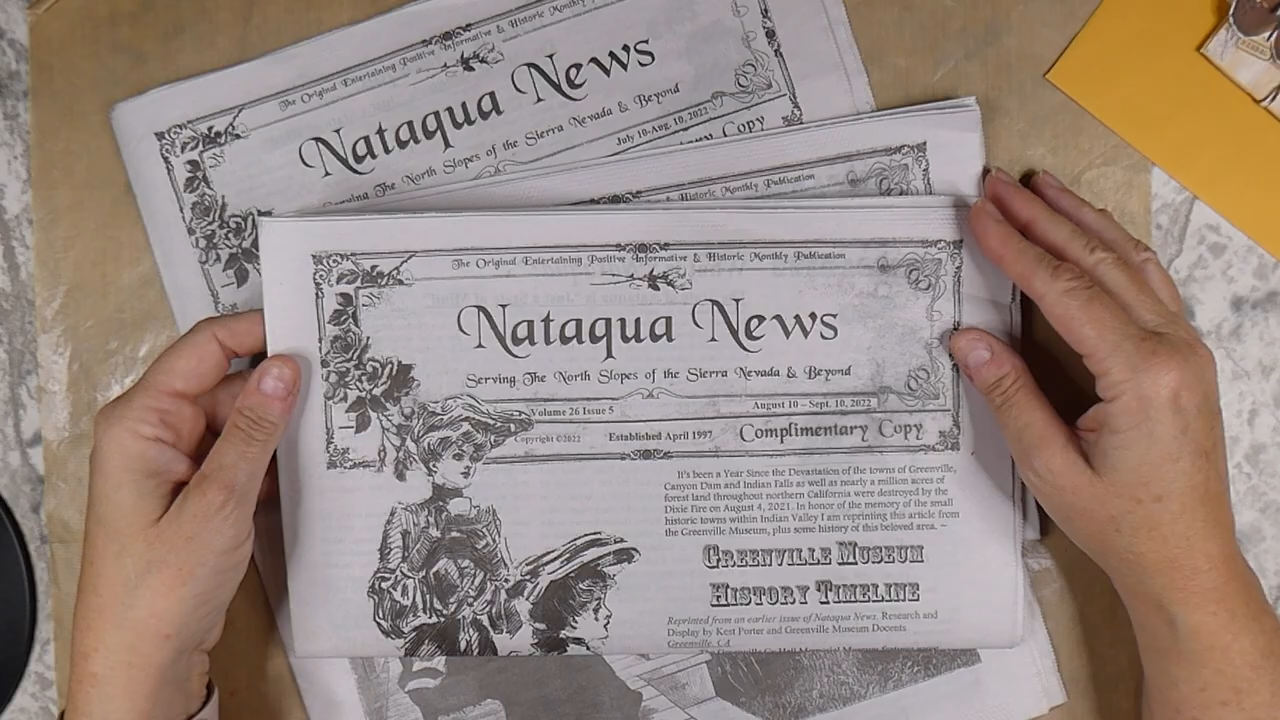 The Original Entertaining Positive Informative & Historic Monthly Publication
Nataqua News
Serving The North Slopes of the Sierra Nevada & Beyond
July 10-Aug. 10, 2022
Copy
& Historic Monthly Publication
The Original Entertaining Positive Informative & Historic Monthly Publication
Nataqua News
Serving The North Slopes of the Sierra Nevada & Beyond
Volume 26 Issue 5 August 10 – Sept. 10, 2022
Copyright ©2022 Established April 1997 Complimentary Copy
It's been a Year Since the Devastation of the towns of Greenville,
Canyon Dam and Indian Falls as well as nearly a million acres of
forest land throughout northern California were destroyed by the
Dixie Fire on August 4, 2021. In honor of the memory of the small
historic towns within Indian Valley I am reprinting this article from
the Greenville Museum, plus some history of this beloved area. ~
Greenville Museum
History Timeline
Reprinted from an earlier issue of Nataqua News. Research and
Display by Kent Porter and Greenville Museum Docents
Greenville, CA